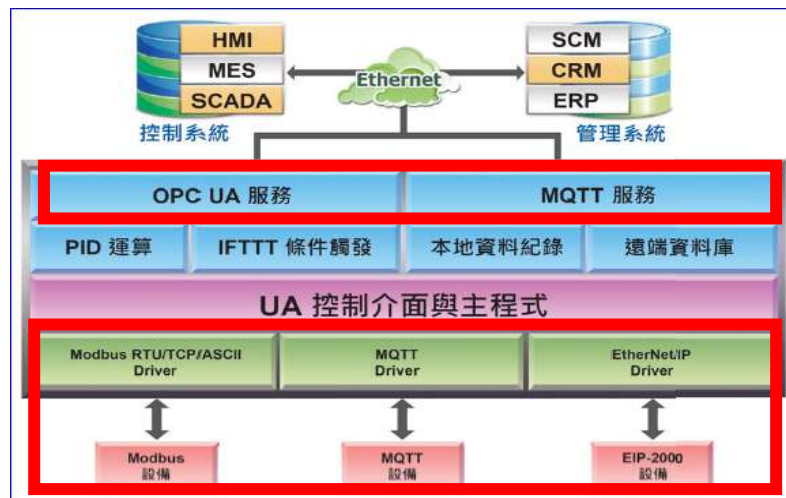 HMI
MES
SCADA
控制系統
Ethernet
SCM
CRM
ERP
管理系統
OPC UA 服務
MQTT 服務
PID 運算
IFTTT 條件觸發
本地資料紀錄
遠端資料庫
UA 控制介面與主程式
Modbus RTU/TCP/ASCII
Driver
MQTT
Driver
EtherNet/IP
Driver
Modbus
設備
MQTT
設備
EIP-2000
設備